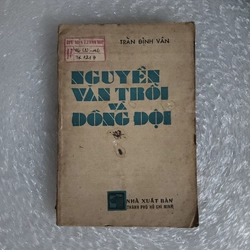 TRẦN ĐÌNH VÂN
NGUYỄN
VĂN TRỖI
VÀ
ĐỒNG ĐỘI
NHÀ XUẤT BẢN
THÀNH PHỐ HỒ CHÍ MINH